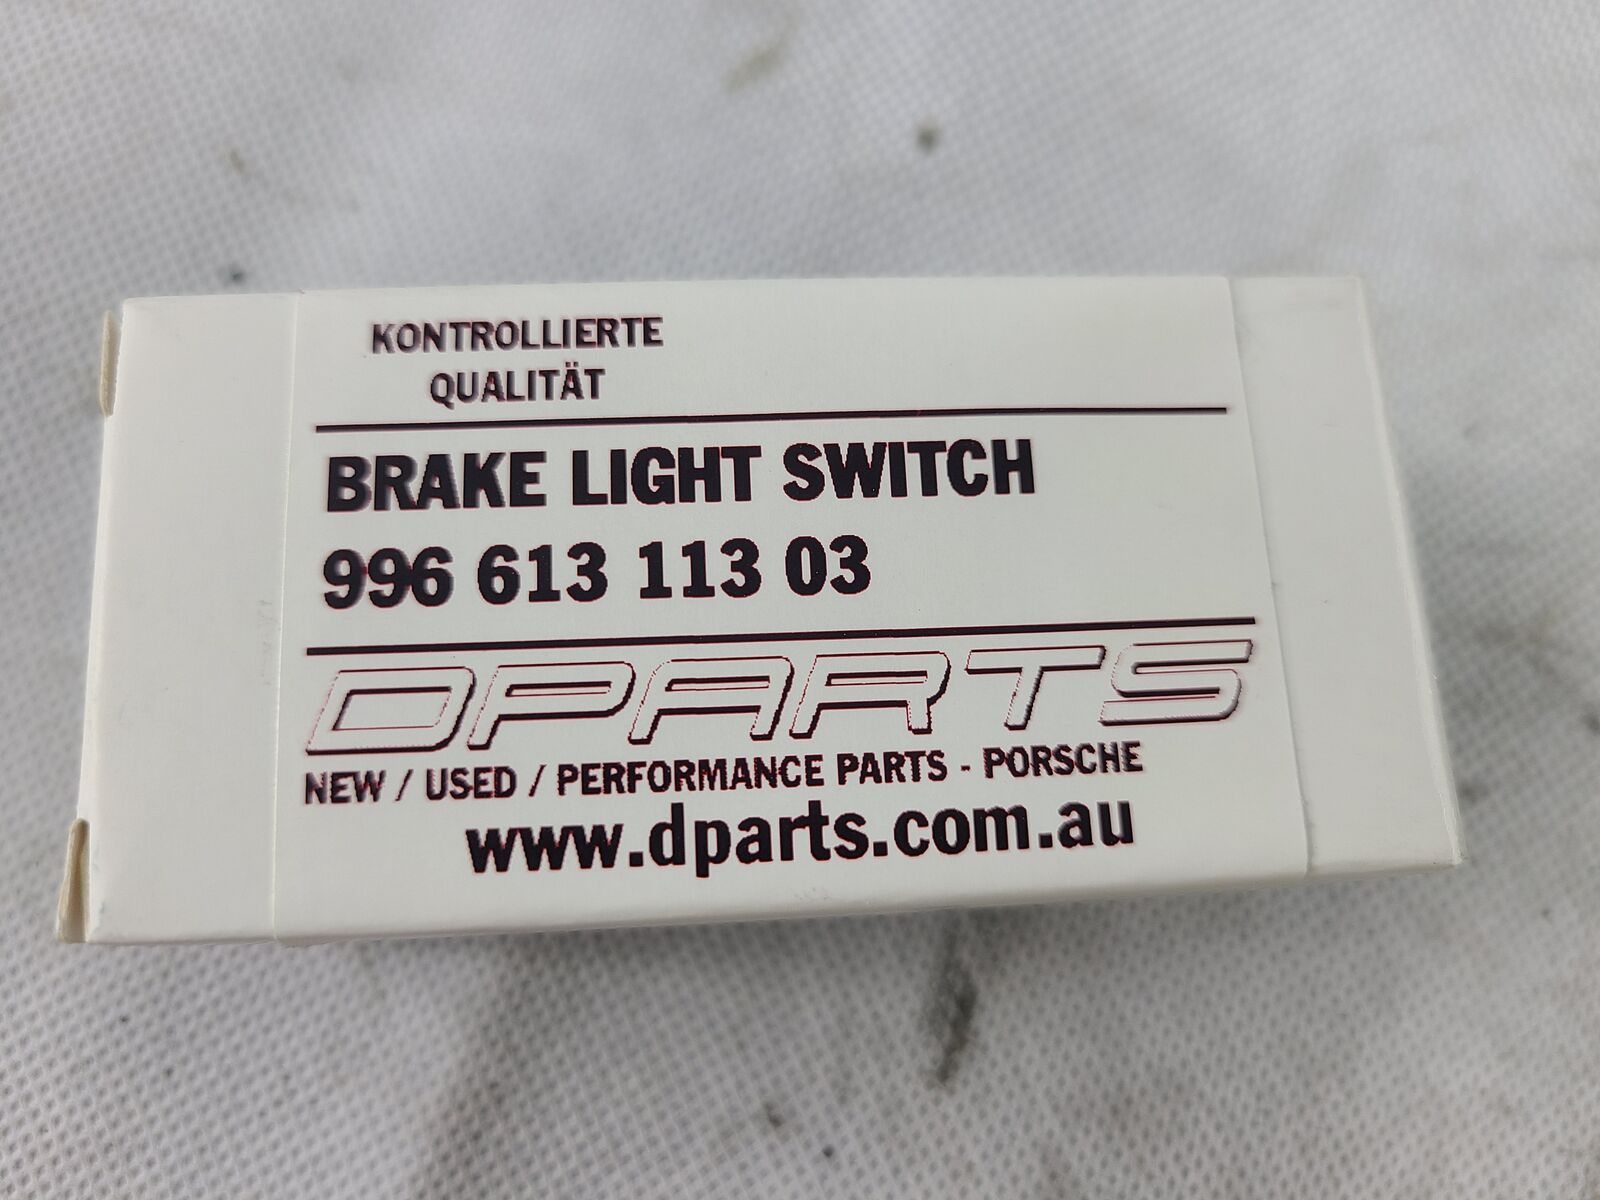 KONTROLLIERTE
QUALITÄT
BRAKE LIGHT SWITCH
996 613 113 03
DPARTS
NEW / USED / PERFORMANCE PARTS - PORSCHE
www.dparts.com.au